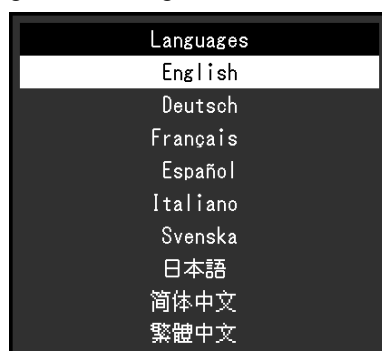 Languages
English
Deutsch
Français
Español
Italiano
Svenska
日本語
简体中文
繁體中文